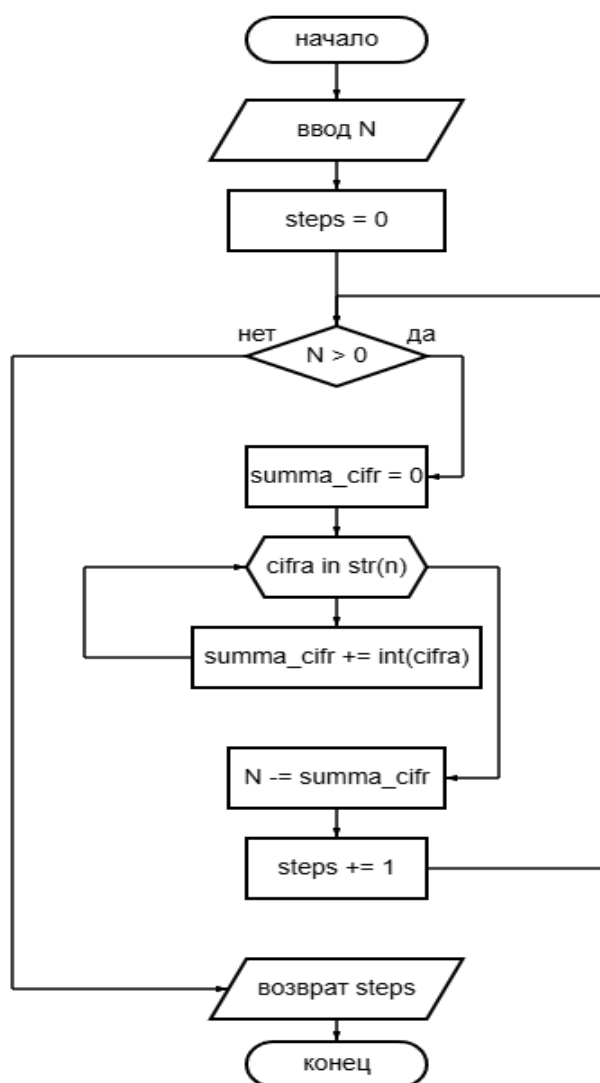 начало
ввод N
steps = 0
нет
да
N > 0
summa_cifr = 0
cifra in str(n)
summa_cifr += int(cifra)
N -= summa_cifr
steps += 1
возврат steps
конец